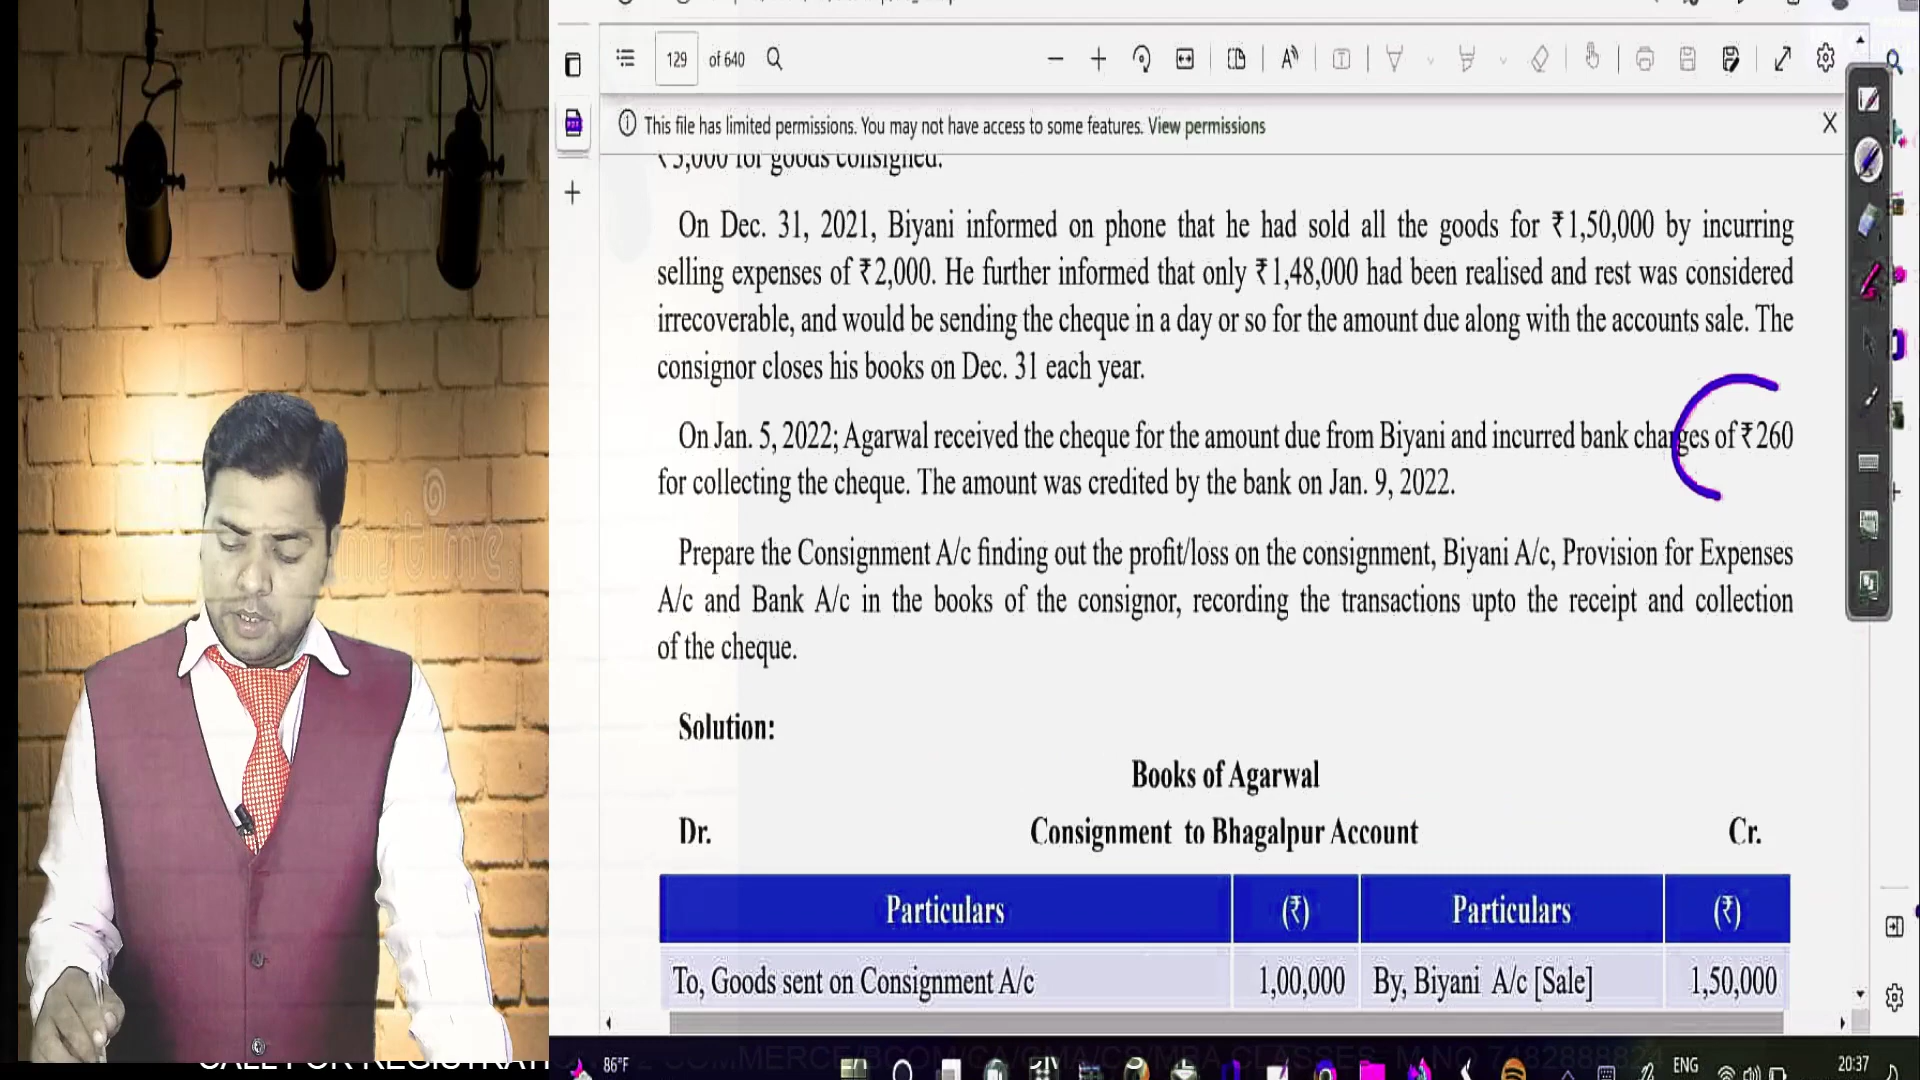 129 of 640
This file has limited permissions. You may not have access to some features. View permissions
₹5,000 for goods consigned.
On Dec. 31, 2021, Biyani informed on phone that he had sold all the goods for ₹1,50,000 by incurring
selling expenses of ₹2,000. He further informed that only ₹1,48,000 had been realised and rest was considered
irrecoverable, and would be sending the cheque in a day or so for the amount due along with the accounts sale. The
consignor closes his books on Dec. 31 each year.
On Jan. 5, 2022; Agarwal received the cheque for the amount due from Biyani and incurred bank charges of ₹260
for collecting the cheque. The amount was credited by the bank on Jan. 9, 2022.
Prepare the Consignment A/c finding out the profit/loss on the consignment, Biyani A/c, Provision for Expenses
A/c and Bank A/c in the books of the consignor, recording the transactions upto the receipt and collection
of the cheque.
Solution:
Books of Agarwal
Dr. Consignment to Bhagalpur Account Cr.
Particulars (₹) Particulars (₹)
To, Goods sent on Consignment A/c 1,00,000 By, Biyani A/c [Sale] 1,50,000
86°F
ENG
20:37